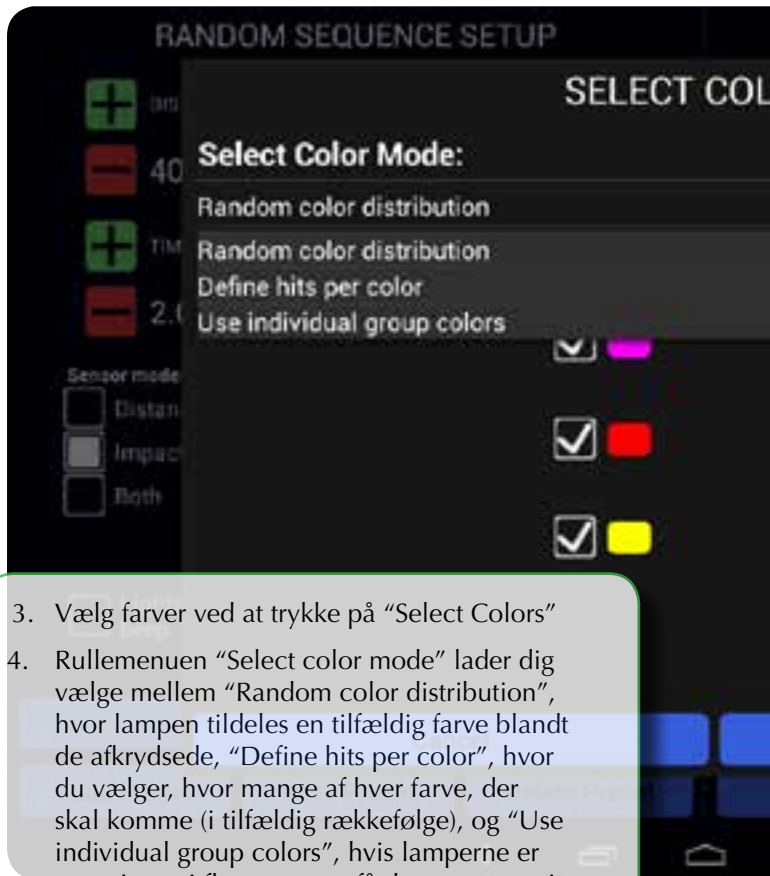 RANDOM SEQUENCE SETUP
SELECT COL
Select Color Mode:
40
Random color distribution
Random color distribution
Define hits per color
2.0
Use individual group colors
Sensor mode
Distan
Impac
Both
3. Vælg farver ved at trykke på “Select Colors”
4. Rullemenuen “Select color mode” lader dig
vælge mellem “Random color distribution”,
hvor lampen tildeles en tilfældig farve blandt
de afkrydsede, “Define hits per color”, hvor
du vælger, hvor mange af hver farve, der
skal komme (i tilfældig rækkefølge), og “Use
individual group colors”, hvis lamperne er